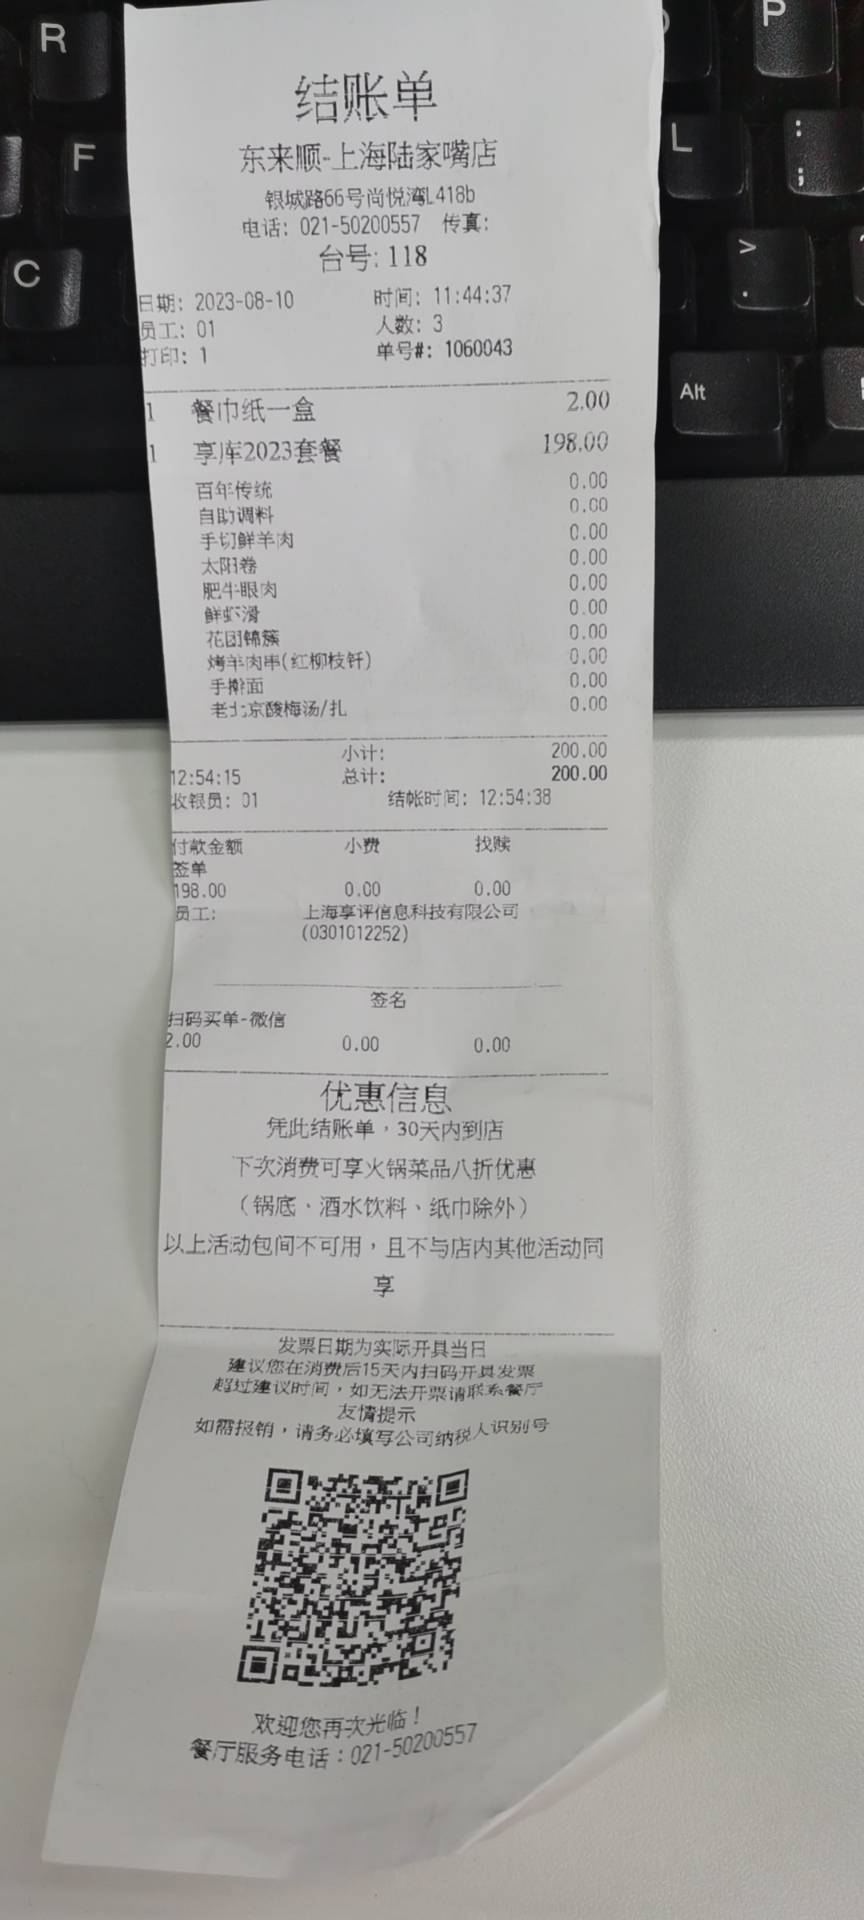 R
P
F
L
:
;
C
>
.
Alt
结账单
东来顺-上海陆家嘴店
银城路66号尚悦湾L418b
电话: 021-50200557 传真:
台号: 118
日期: 2023-08-10 时间: 11:44:37
员工: 01 人数: 3
打印: 1 单号#: 1060043
1 餐巾纸一盒 2.00
1 享库2023套餐 198.00
百年传统 0.00
自助调料 0.00
手切鲜羊肉 0.00
太阳卷 0.00
肥牛眼肉 0.00
鲜虾滑 0.00
花团锦簇 0.00
烤羊肉串(红柳枝钎) 0.00
手擀面 0.00
老北京酸梅汤/扎 0.00
小计: 200.00
12:54:15 总计: 200.00
收银员: 01 结帐时间: 12:54:38
付款金额 小费 找赎
签单
198.00 0.00 0.00
员工: 上海享评信息科技有限公司
(0301012252)
签名
扫码买单-微信
2.00 0.00 0.00
优惠信息
凭此结账单，30天内到店
下次消费可享火锅菜品八折优惠
（锅底、酒水饮料、纸巾除外）
以上活动包间不可用，且不与店内其他活动同
享
发票日期为实际开具当日
建议您在消费后15天内扫码开具发票
超过建议时间，如无法开票请联系餐厅
友情提示
如需报销，请务必填写公司纳税人识别号
欢迎您再次光临！
餐厅服务电话：021-50200557